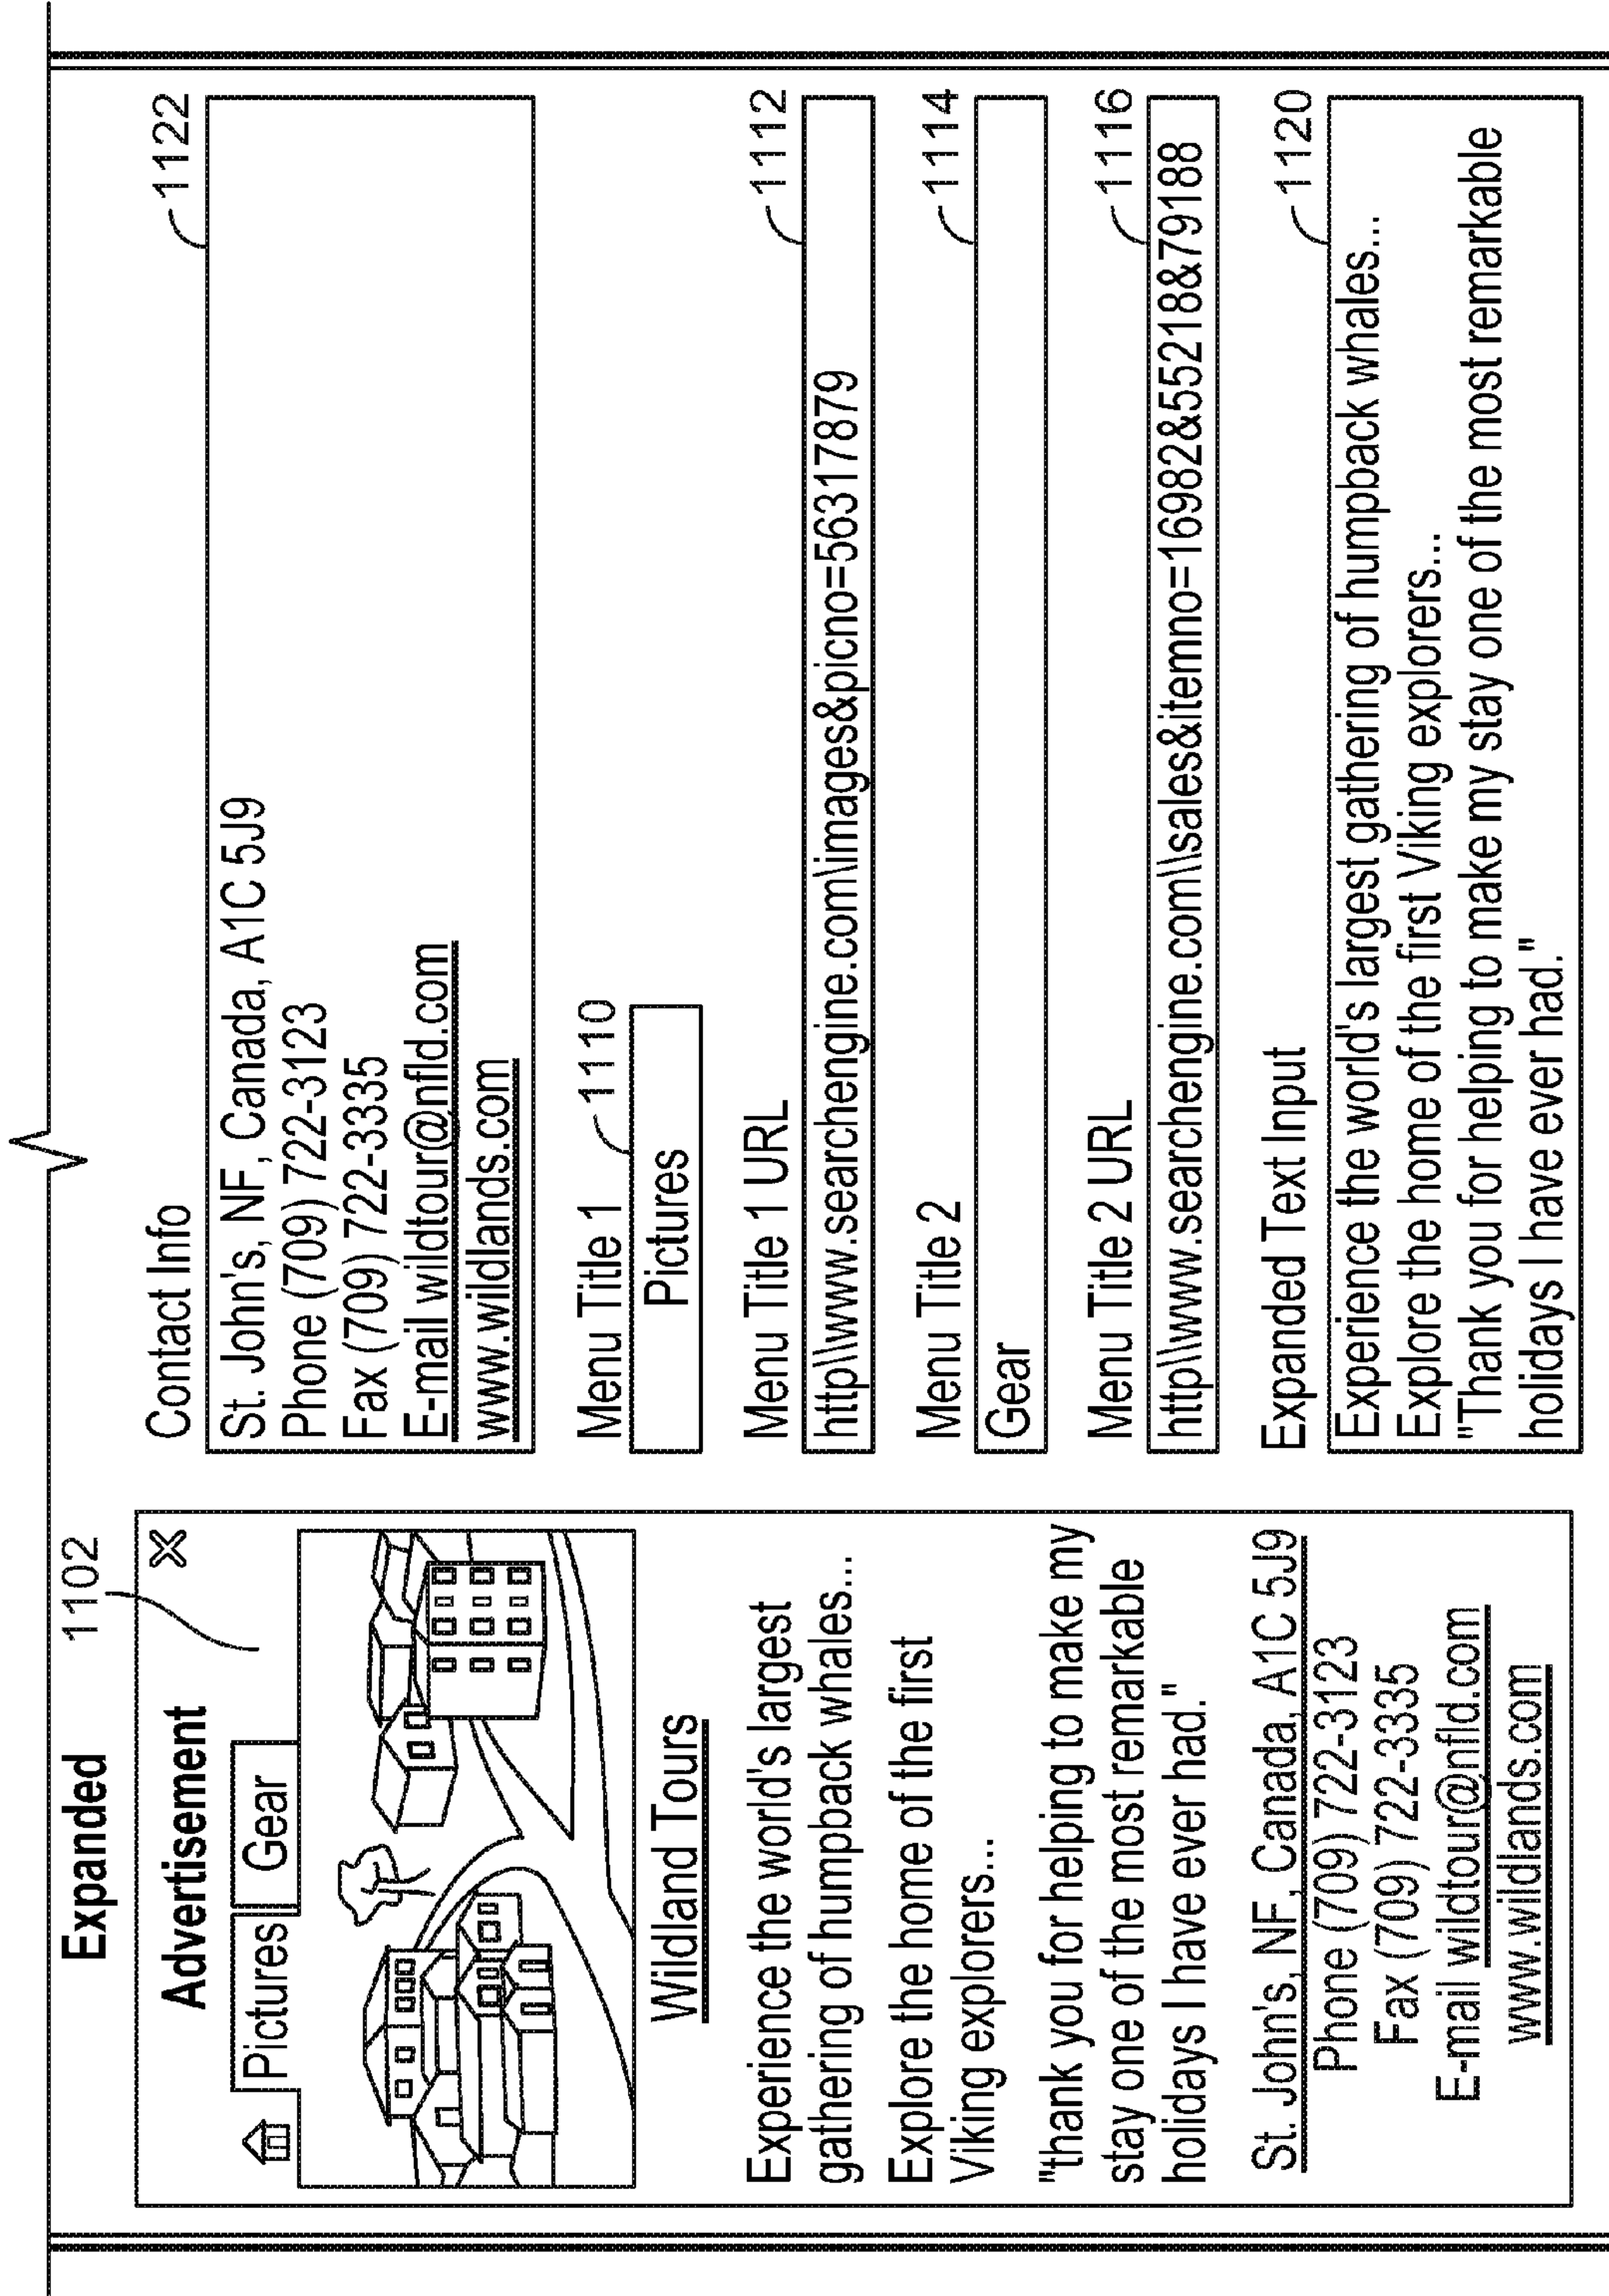 Expanded
1102
Advertisement
X
Pictures
Gear
Wildland Tours
Experience the world's largest
gathering of humpback whales...
Explore the home of the first
Viking explorers...
"thank you for helping to make my
stay one of the most remarkable
holidays I have ever had."
St. John's, NF, Canada, A1C 5J9
Phone (709) 722-3123
Fax (709) 722-3335
E-mail wildtour@nfld.com
www.wildlands.com
Contact Info
1122
St. John's, NF, Canada, A1C 5J9
Phone (709) 722-3123
Fax (709) 722-3335
E-mail wildtour@nfld.com
www.wildlands.com
Menu Title 1
1110
Pictures
Menu Title 1 URL
1112
http\\www.searchengine.com\images&picno=56317879
Menu Title 2
1114
Gear
Menu Title 2 URL
1116
http\\www.searchengine.com\\sales&itemno=16982&55218&79188
Expanded Text Input
1120
Experience the world's largest gathering of humpback whales...
Explore the home of the first Viking explorers...
"Thank you for helping to make my stay one of the most remarkable
holidays I have ever had."